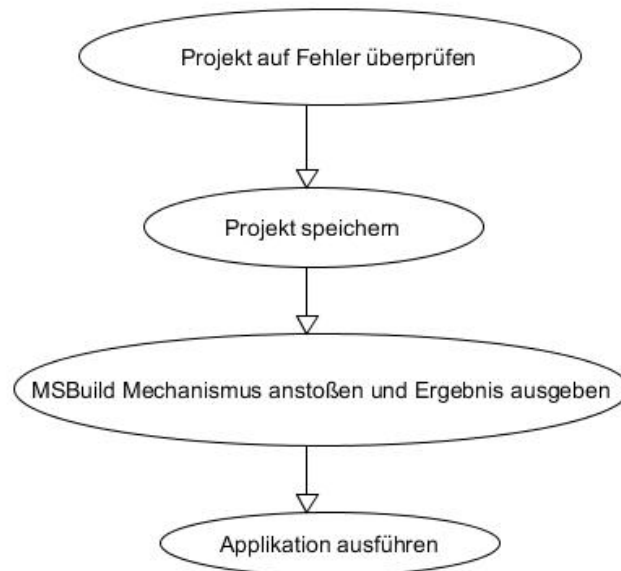 Projekt auf Fehler überprüfen
Projekt speichern
MSBuild Mechanismus anstoßen und Ergebnis ausgeben
Applikation ausführen